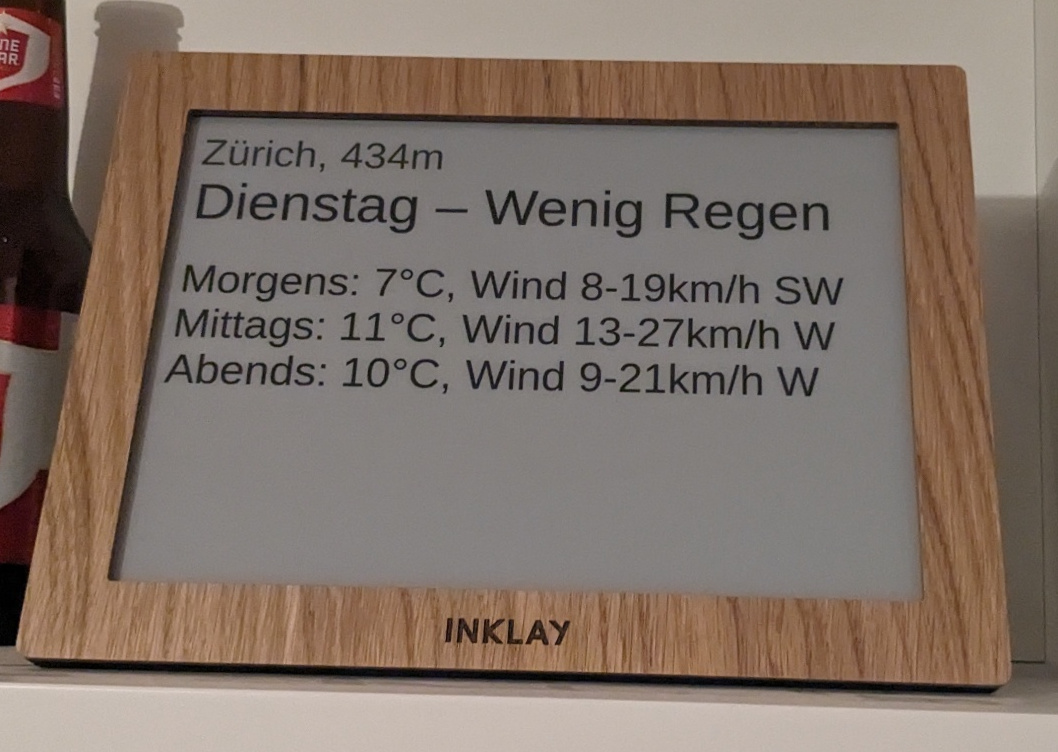 Zürich, 434m
Dienstag – Wenig Regen
Morgens: 7°C, Wind 8-19km/h SW
Mittags: 11°C, Wind 13-27km/h W
Abends: 10°C, Wind 9-21km/h W
INKLAY